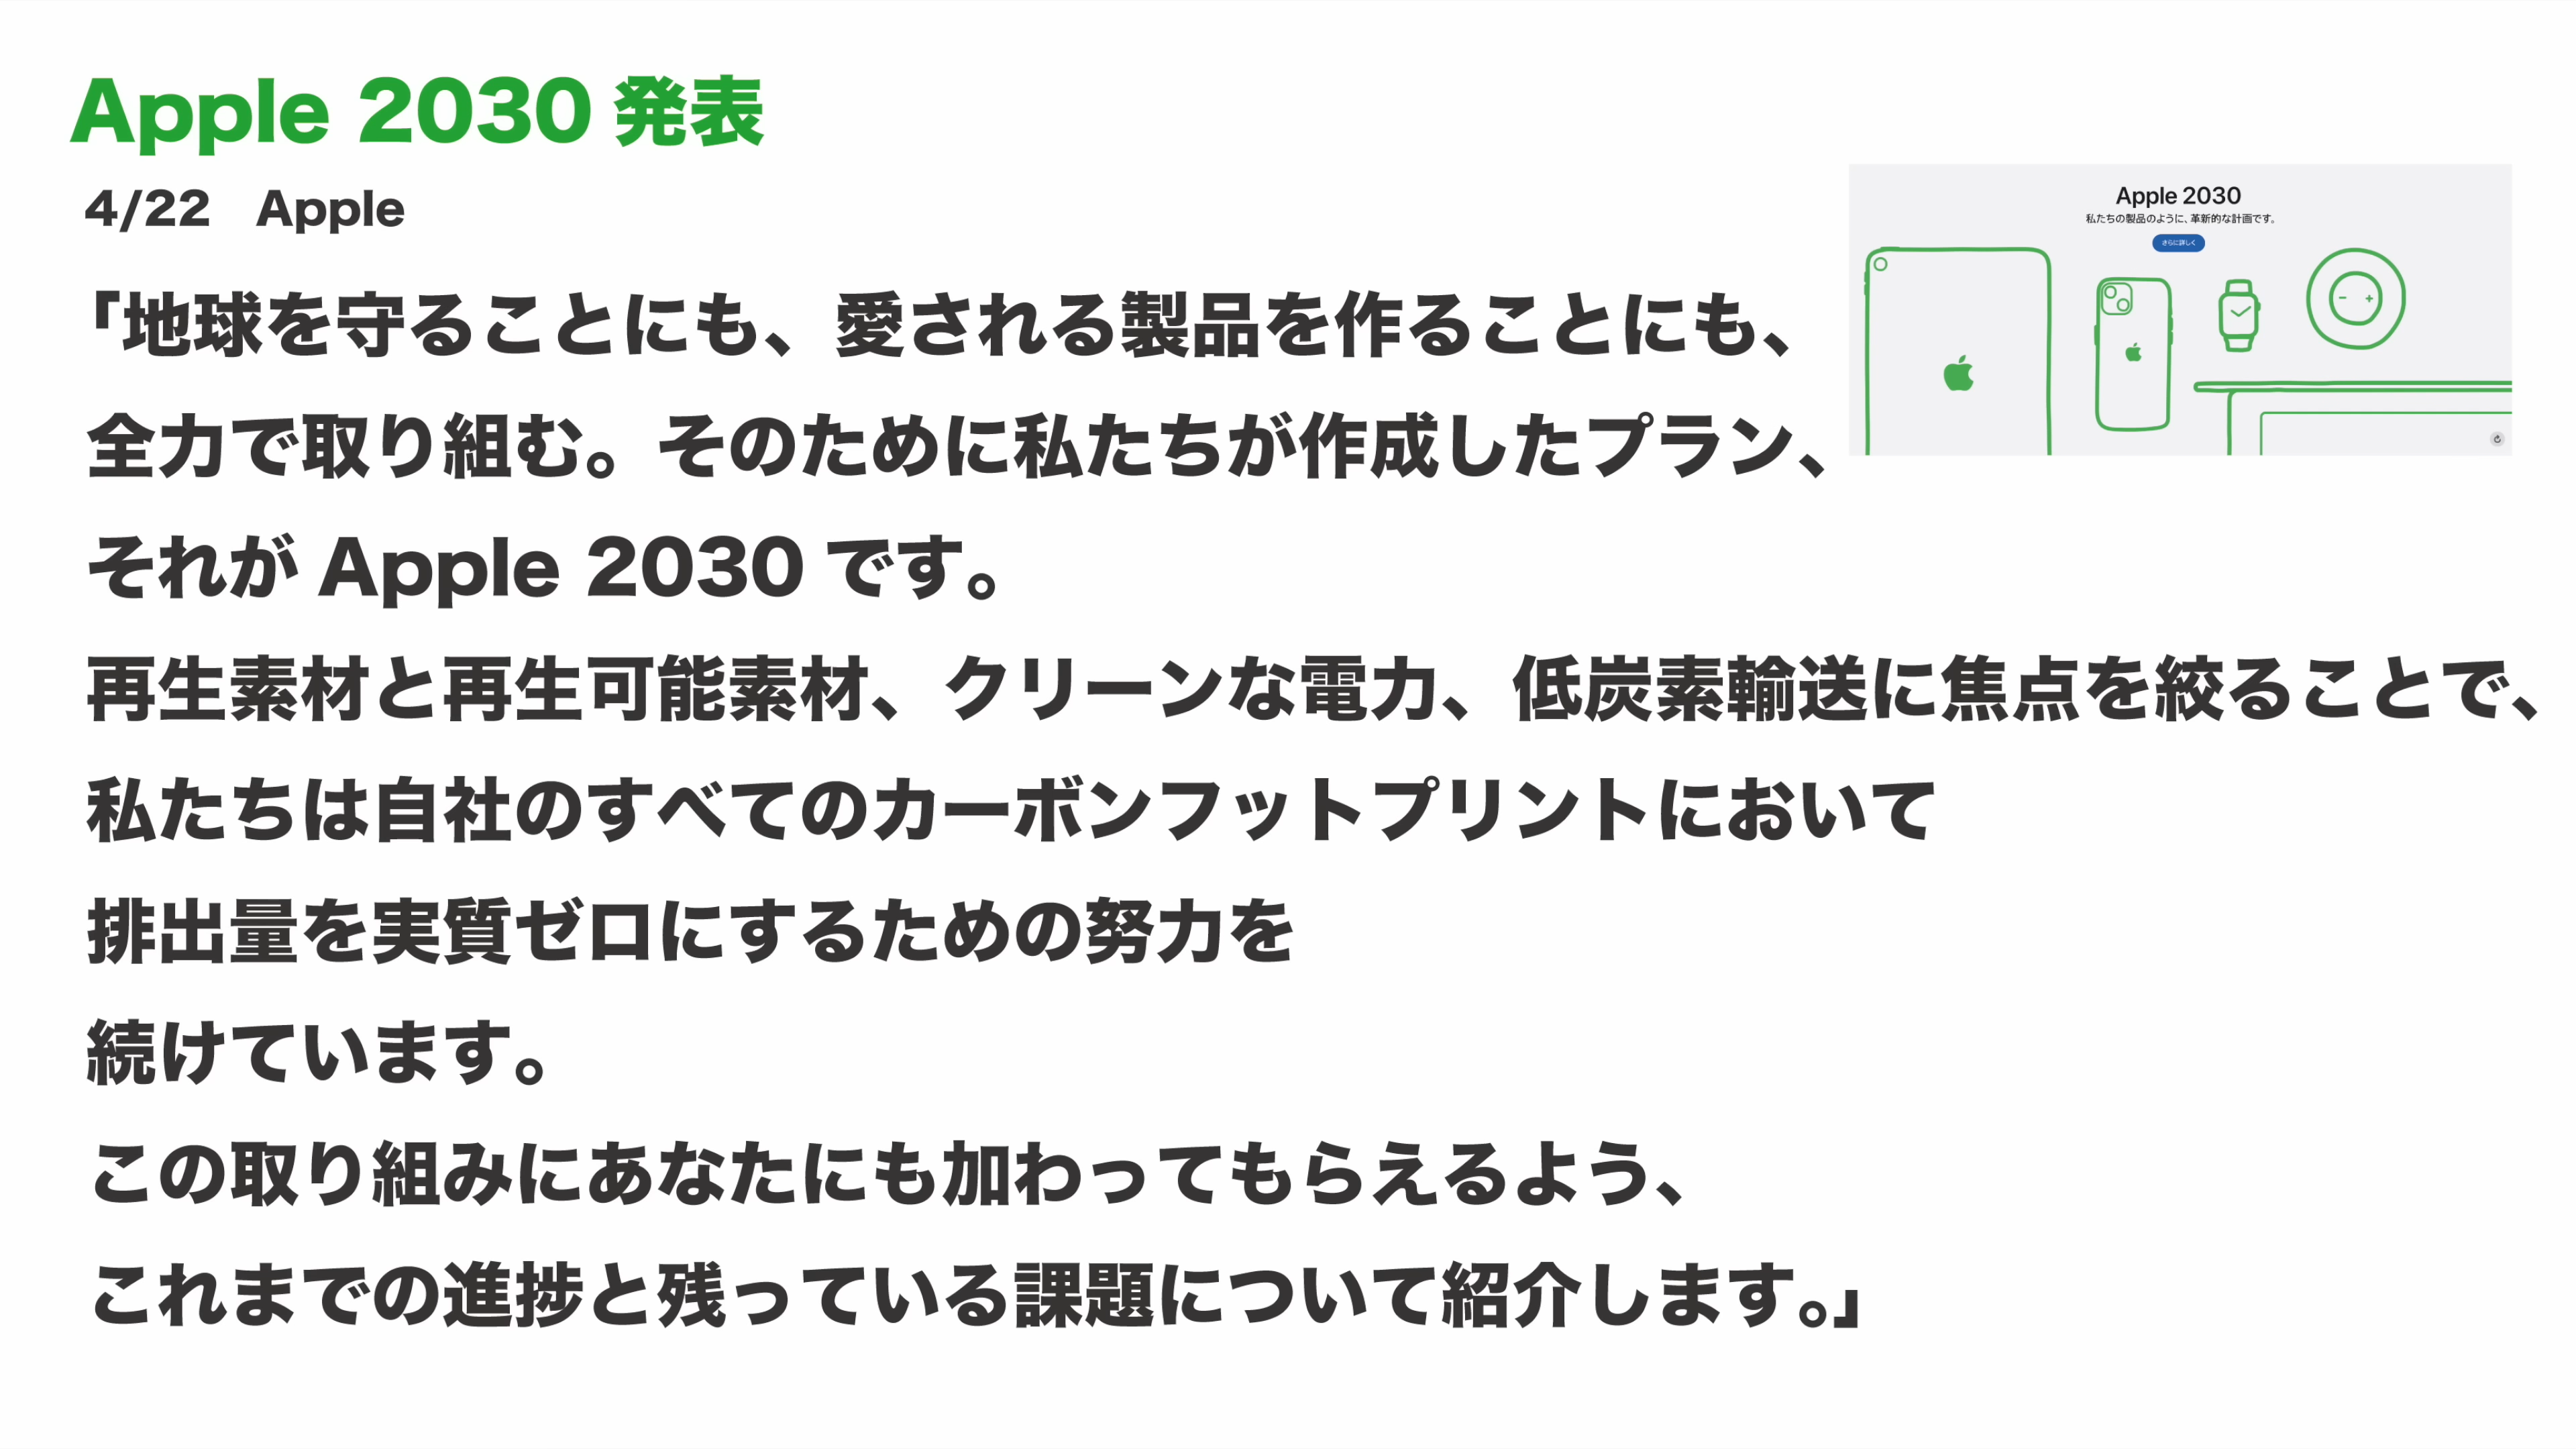 Apple 2030 発表
4/22　Apple
Apple 2030
私たちの製品のように、革新的な計画です。
さらに詳しく
「地球を守ることにも、愛される製品を作ることにも、
全力で取り組む。そのために私たちが作成したプラン、
それが Apple 2030 です。
再生素材と再生可能素材、クリーンな電力、低炭素輸送に焦点を絞ることで、
私たちは自社のすべてのカーボンフットプリントにおいて
排出量を実質ゼロにするための努力を
続けています。
この取り組みにあなたにも加わってもらえるよう、
これまでの進捗と残っている課題について紹介します。」